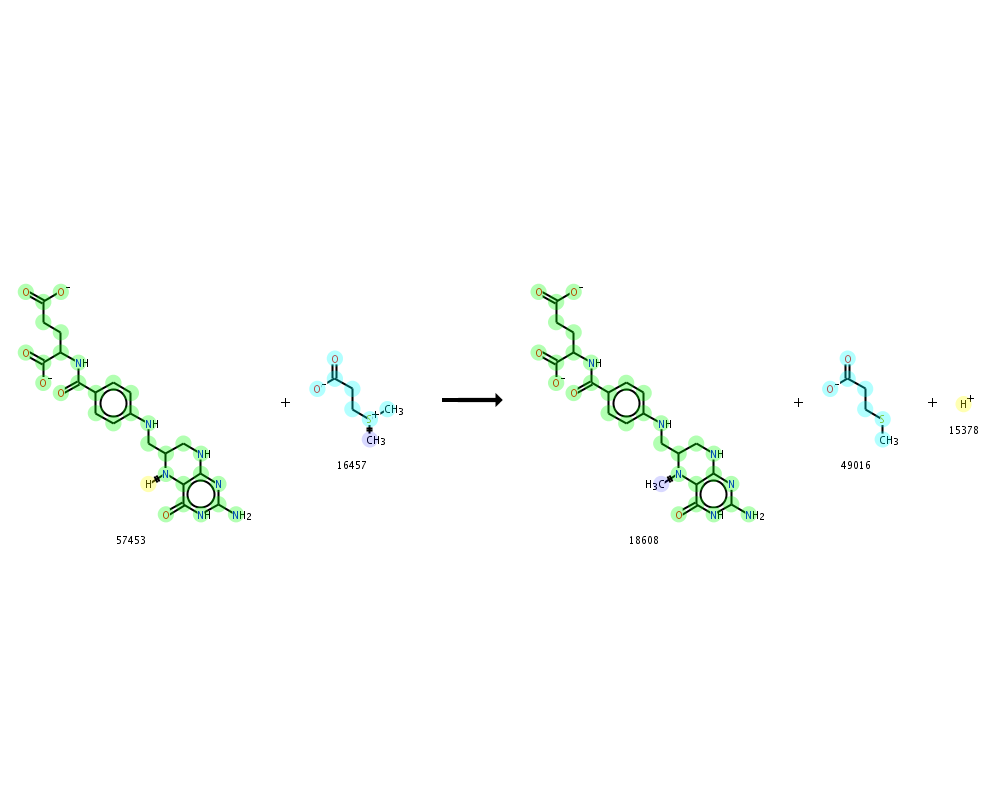 O O⁻ O⁻ O
O O CH₃
O NH O NH O⁻ S
O⁻ O O⁻ S⁺ CH₃ + O⁻ O CH₃ + H⁺
NH + CH₃ NH 15378
NH 16457 NH 49016
N N
H N H₃C N
O NH NH₂ O NH NH₂
57453 18608